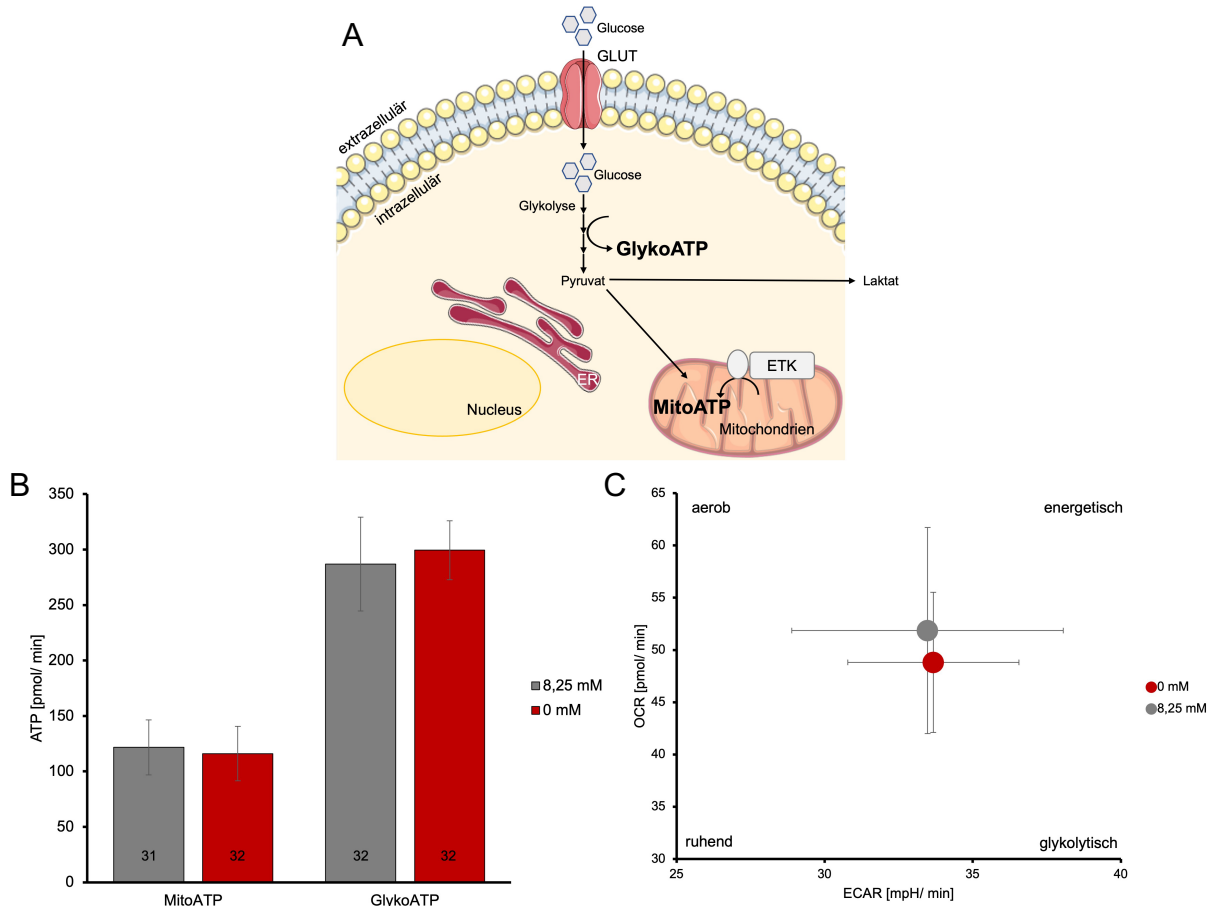 A
Glucose
GLUT
extrazellulär
intrazellulär
Glucose
Glykolyse
GlykoATP
Pyruvat
Laktat
ER
Nucleus
ETK
MitoATP
Mitochondrien
B
ATP [pmol/ min]
350
300
250
200
150
100
50
0
31
32
32
32
MitoATP
GlykoATP
8,25 mM
0 mM
C
OCR [pmol/ min]
65
60
55
50
45
40
35
30
aerob
energetisch
ruhend
glykolytisch
25
30
35
40
ECAR [mpH/ min]
0 mM
8,25 mM